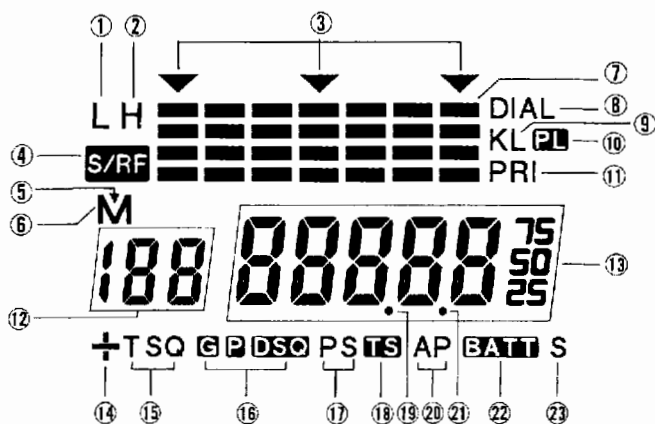 ① ② ③
⑦
L H DIAL ⑧
⑨
KL PL ⑩
④ S/RF PRI ⑪
⑤
⑥ M
188 88888 75 50 25 ⑬
⑫
+ T SQ G P DSQ PS TS AP BATT S
⑭ ⑮ ⑯ ⑰ ⑱ ⑲ ⑳ ㉑ ㉒ ㉓